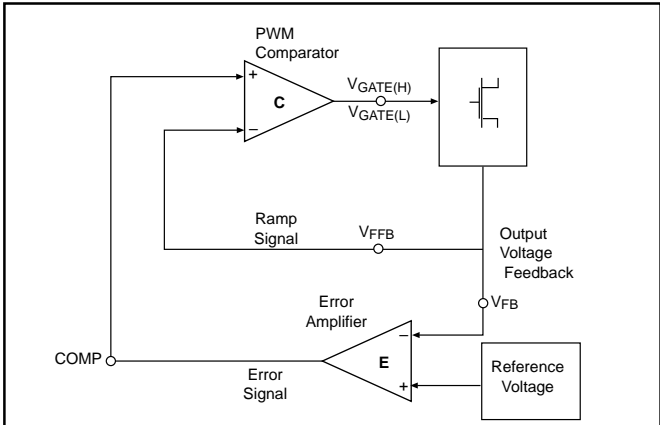 PWM
Comparator
+
C
−
VGATE(H)
VGATE(L)
Ramp
Signal
VFFB
Output
Voltage
Feedback
VFB
Error
Amplifier
−
E
+
COMP
Error
Signal
Reference
Voltage